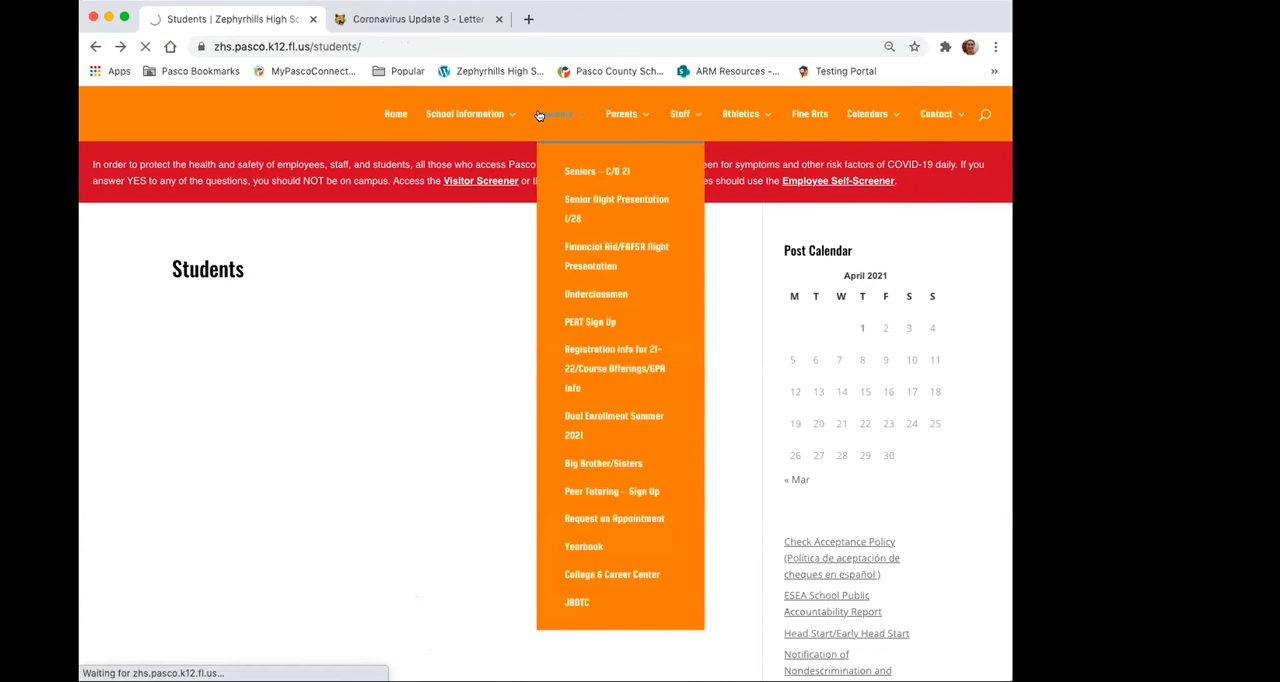 Students | Zephyrhills High Sc
Coronavirus Update 3 - Letter
zhs.pasco.k12.fl.us/students/
Apps
Pasco Bookmarks
MyPascoConnect...
Popular
Zephyrhills High S...
Pasco County Sch...
ARM Resources -...
Testing Portal
»
Home
School Information
Parents
Staff
Athletics
Fine Arts
Calendars
Contact
In order to protect the health and safety of employees, staff, and students, all those who access Pasco een for symptoms and other risk factors of COVID-19 daily. If you
answer YES to any of the questions, you should NOT be on campus. Access the Visitor Screener or es should use the Employee Self-Screener.
Seniors – C/O 21
Senior Night Presentation
1/28
Financial Aid/FAFSA Night
Presentation
Underclassmen
PERT Sign Up
Registration Info for 21-
22/Course Offerings/GPA
Info
Dual Enrollment Summer
2021
Big Brother/Sisters
Peer Tutoring – Sign Up
Request an Appointment
Yearbook
College & Career Center
JROTC
Students
Post Calendar
April 2021
M T W T F S S
1 2 3 4
5 6 7 8 9 10 11
12 13 14 15 16 17 18
19 20 21 22 23 24 25
26 27 28 29 30
« Mar
Check Acceptance Policy
(Política de aceptación de
cheques en español )
ESEA School Public
Accountability Report
Head Start/Early Head Start
Notification of
Nondescrimination and
Waiting for zhs.pasco.k12.fl.us...